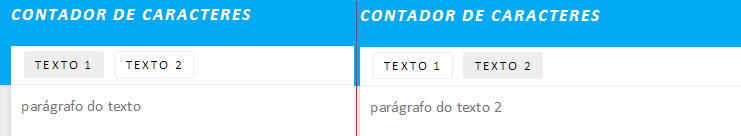 CONTADOR DE CARACTERES
TEXTO 1 TEXTO 2
parágrafo do texto
CONTADOR DE CARACTERES
TEXTO 1 TEXTO 2
parágrafo do texto 2